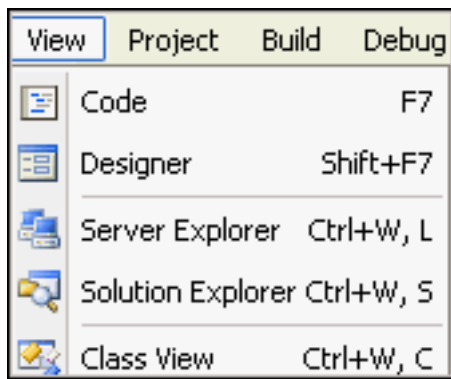 View Project Build Debug
Code F7
Designer Shift+F7
Server Explorer Ctrl+W, L
Solution Explorer Ctrl+W, S
Class View Ctrl+W, C